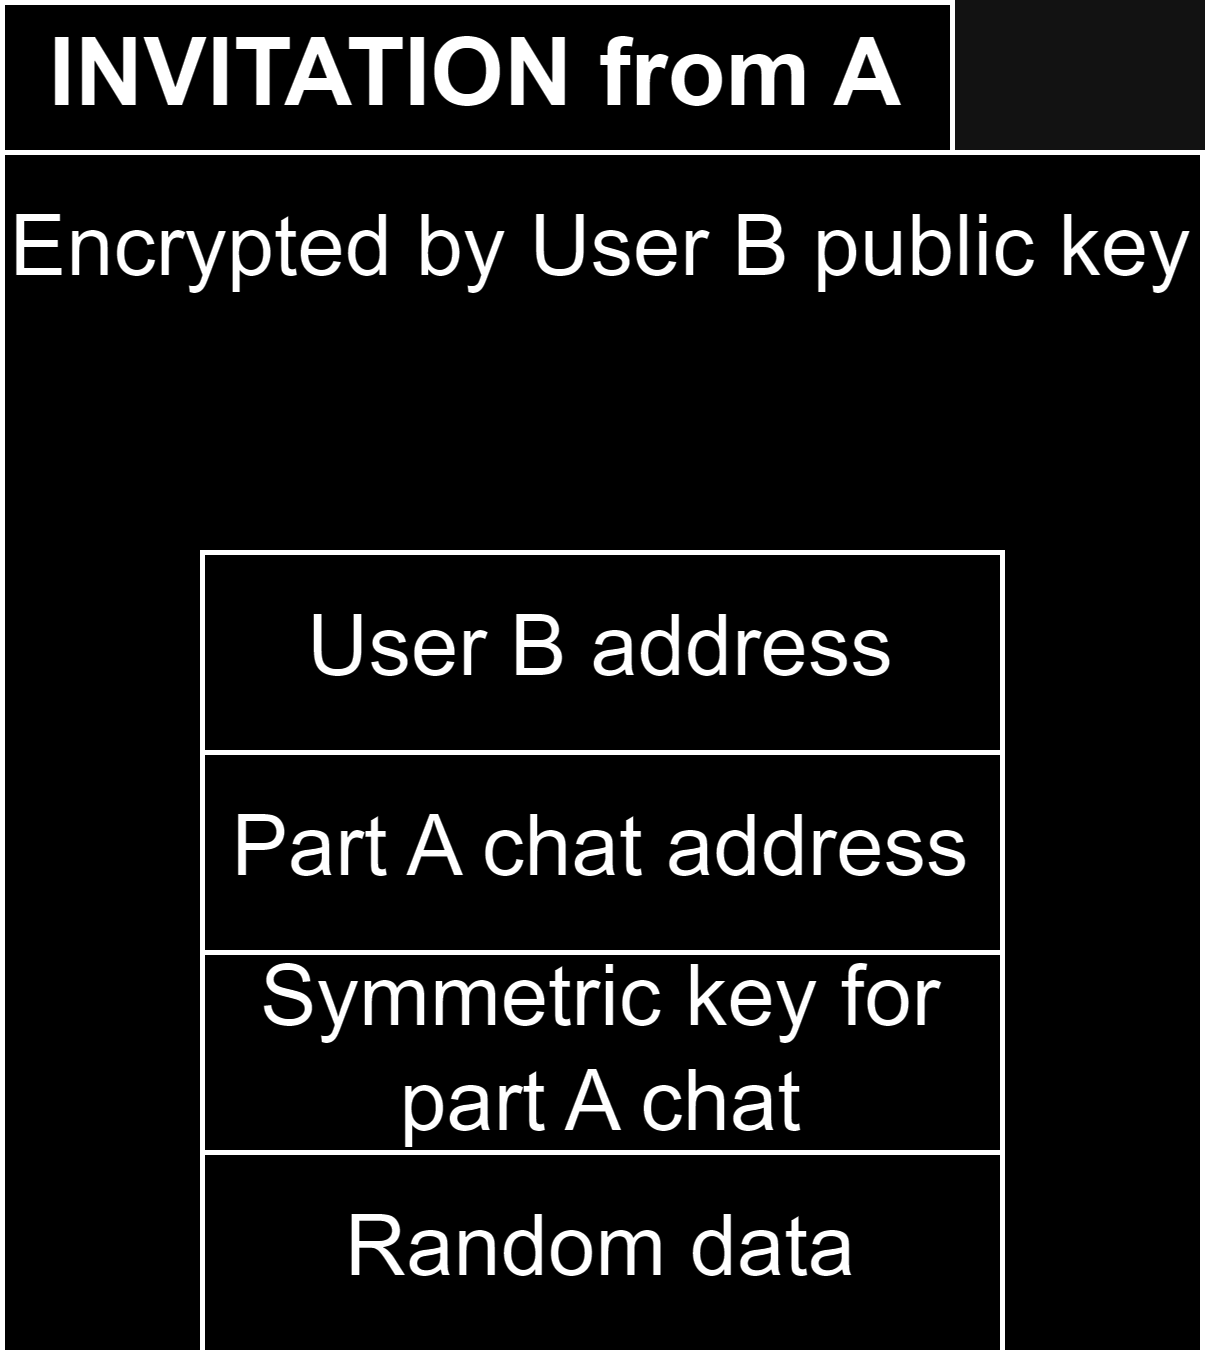 INVITATION from A
Encrypted by User B public key
User B address
Part A chat address
Symmetric key for
part A chat
Random data